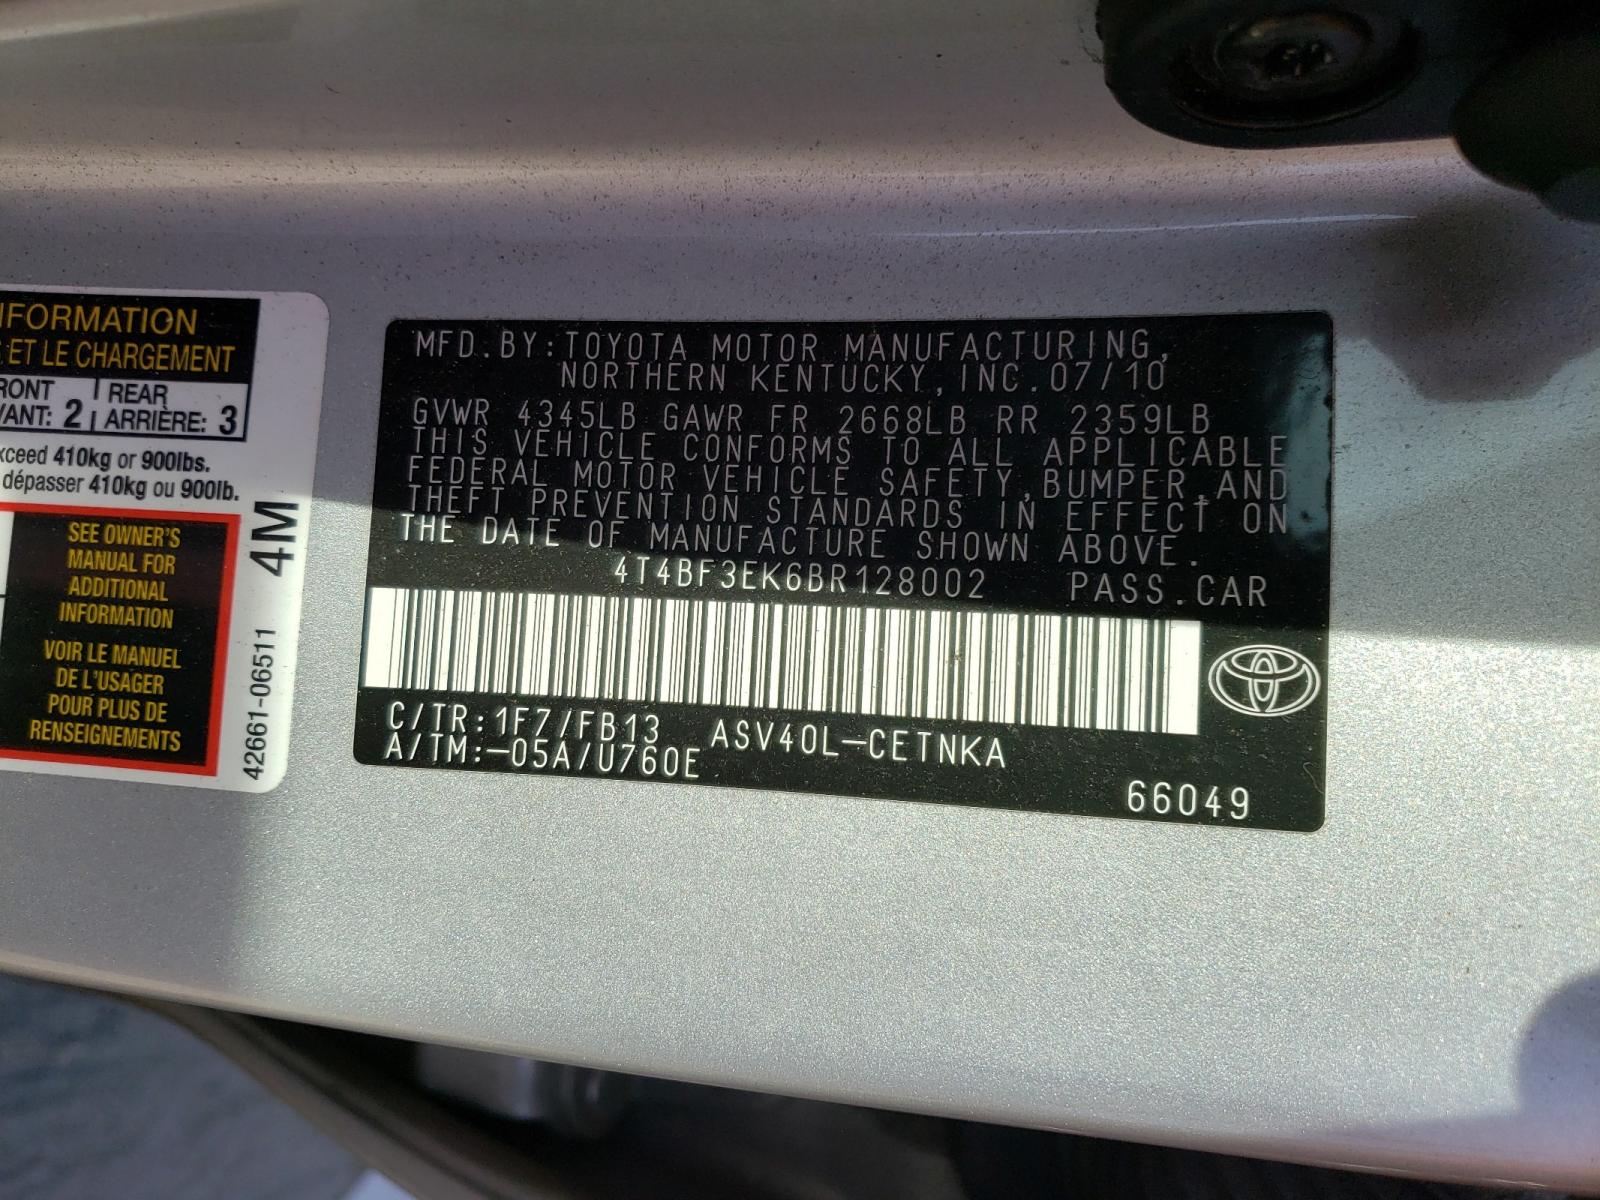 NFORMATION
ET LE CHARGEMENT
RONT REAR
VANT: 2 ARRIÈRE: 3
xceed 410kg or 900lbs.
dépasser 410kg ou 900lb.
SEE OWNER'S
MANUAL FOR
ADDITIONAL
INFORMATION
VOIR LE MANUEL
DE L'USAGER
POUR PLUS DE
RENSEIGNEMENTS
4M
42661-06511
MFD.BY:TOYOTA MOTOR MANUFACTURING,
NORTHERN KENTUCKY, INC.07/10
GVWR 4345LB GAWR FR 2668LB RR 2359LB
THIS VEHICLE CONFORMS TO ALL APPLICABLE
FEDERAL MOTOR VEHICLE SAFETY,BUMPER,AND
THEFT PREVENTION STANDARDS IN EFFECT ON
THE DATE OF MANUFACTURE SHOWN ABOVE.
4T4BF3EK6BR128002 PASS.CAR
C/TR:1F7/FB13 ASV40L-CETNKA
A/TM:-05A/U760E
66049